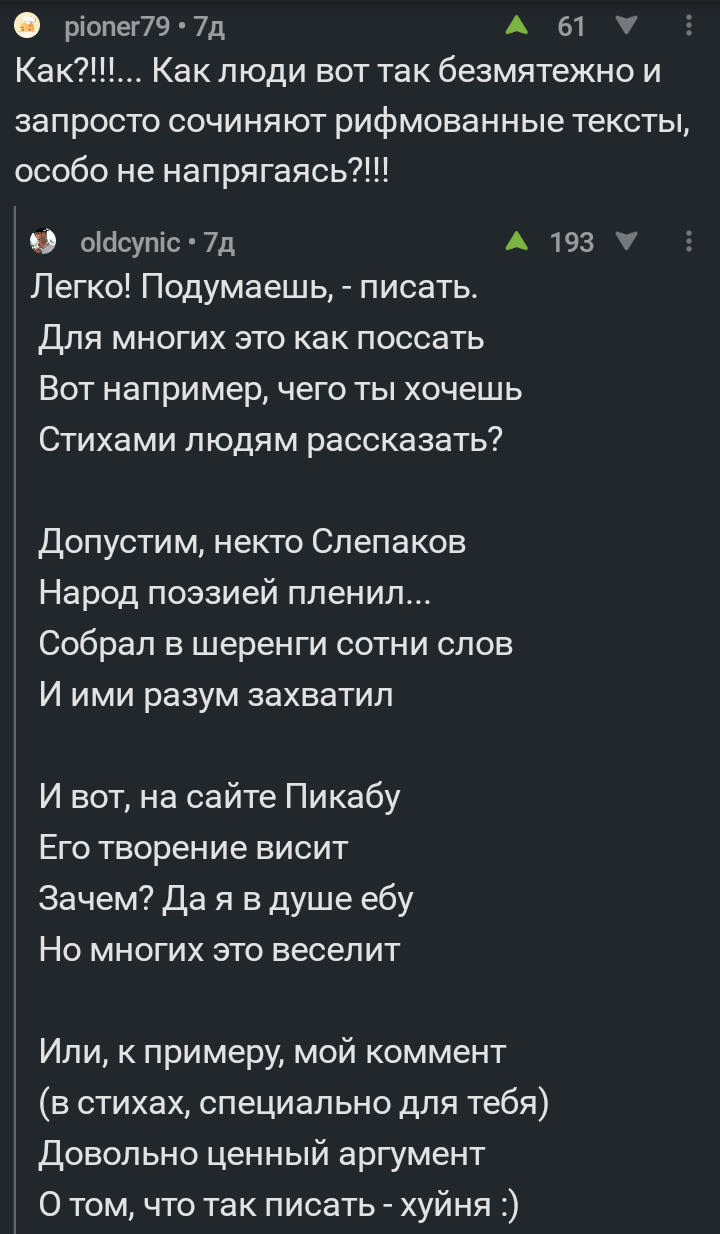 pioner79 • 7д 61
Как?!!!... Как люди вот так безмятежно и
запросто сочиняют рифмованные тексты,
особо не напрягаясь?!!!
oldcynic • 7д 193
Легко! Подумаешь, - писать.
Для многих это как поссать
Вот например, чего ты хочешь
Стихами людям рассказать?
Допустим, некто Слепаков
Народ поэзией пленил...
Собрал в шеренги сотни слов
И ими разум захватил
И вот, на сайте Пикабу
Его творение висит
Зачем? Да я в душе ебу
Но многих это веселит
Или, к примеру, мой коммент
(в стихах, специально для тебя)
Довольно ценный аргумент
О том, что так писать - хуйня :)